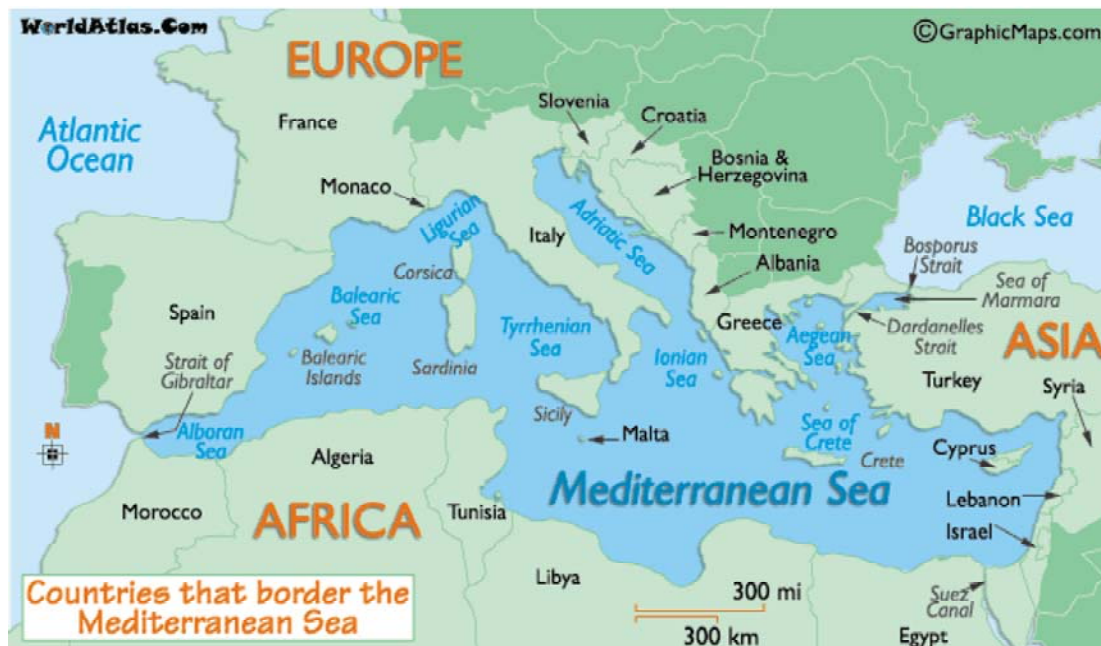 WorldAtlas.Com
©GraphicMaps.com
EUROPE
Slovenia
Croatia
France
Atlantic
Ocean
Bosnia &
Herzegovina
Monaco
Ligurian
Sea
Adriatic Sea
Black Sea
Italy
Montenegro
Bosporus
Strait
Corsica
Albania
Sea of
Marmara
Balearic
Sea
Spain
Tyrrhenian
Sea
Greece
Aegean
Sea
Dardanelles
Strait
ASIA
Ionian
Sea
Strait of
Gibraltar
Balearic
Islands
Sardinia
Turkey
Syria
Sicily
Malta
Sea of
Crete
Crete
Cyprus
N
Alboran
Sea
Algeria
Mediterranean Sea
Lebanon
Morocco
AFRICA
Tunisia
Israel
Libya
300 mi
300 km
Suez
Canal
Egypt
Countries that border the
Mediterranean Sea